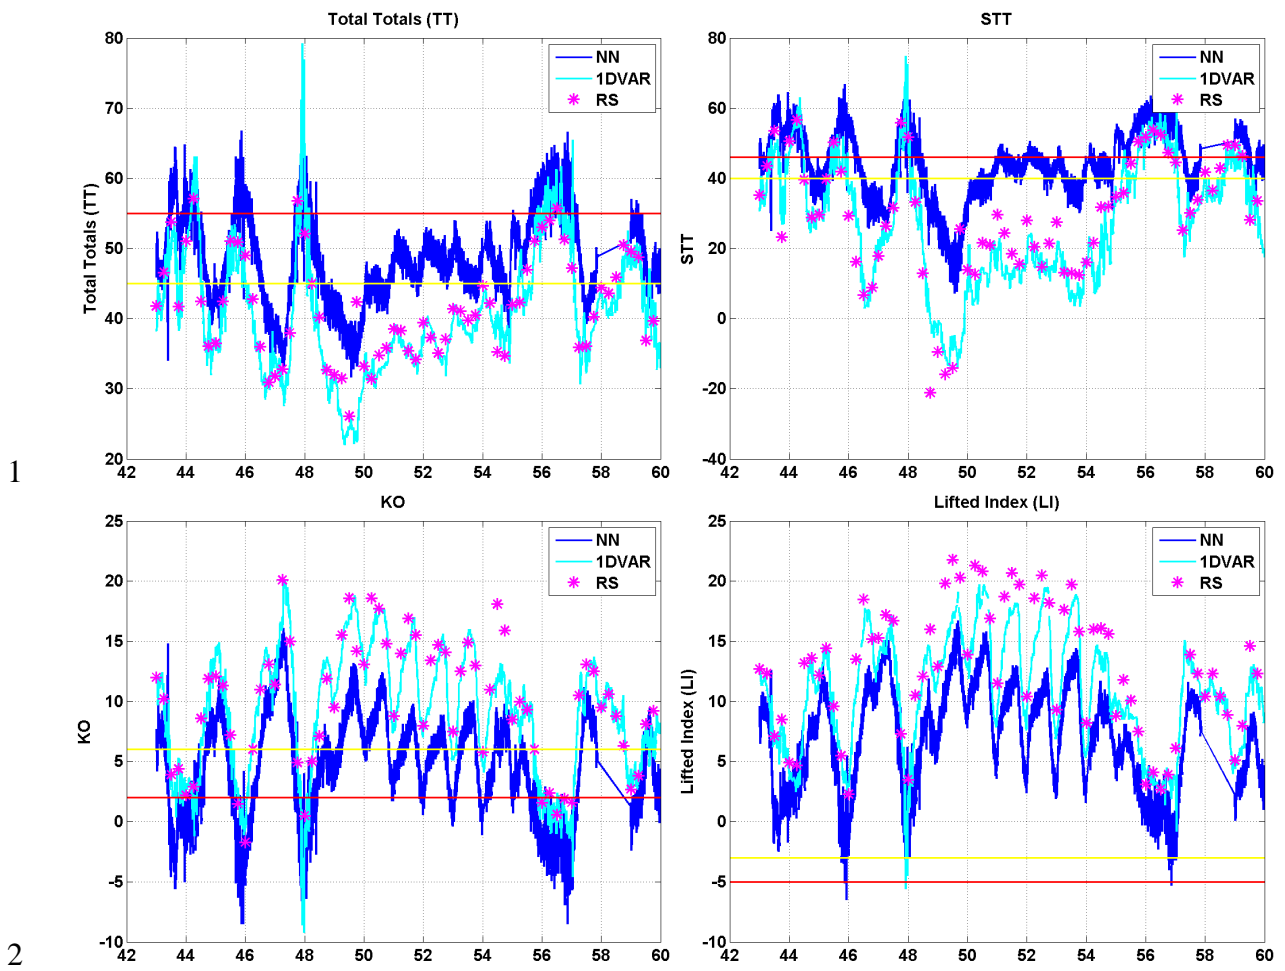 Total Totals (TT)
Total Totals (TT)
80
70
60
50
40
30
20
42 44 46 48 50 52 54 56 58 60
NN
1DVAR
RS
STT
STT
80
60
40
20
0
-20
-40
42 44 46 48 50 52 54 56 58 60
NN
1DVAR
RS
1
KO
KO
25
20
15
10
5
0
-5
-10
42 44 46 48 50 52 54 56 58 60
NN
1DVAR
RS
Lifted Index (LI)
Lifted Index (LI)
25
20
15
10
5
0
-5
-10
42 44 46 48 50 52 54 56 58 60
NN
1DVAR
RS
2